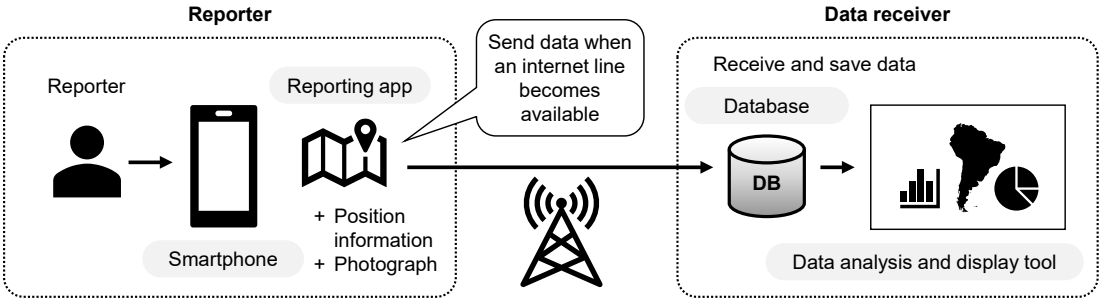 Reporter
Data receiver
Reporter
Reporting app
Smartphone
+ Position
information
+ Photograph
Send data when
an internet line
becomes
available
Receive and save data
Database
DB
Data analysis and display tool